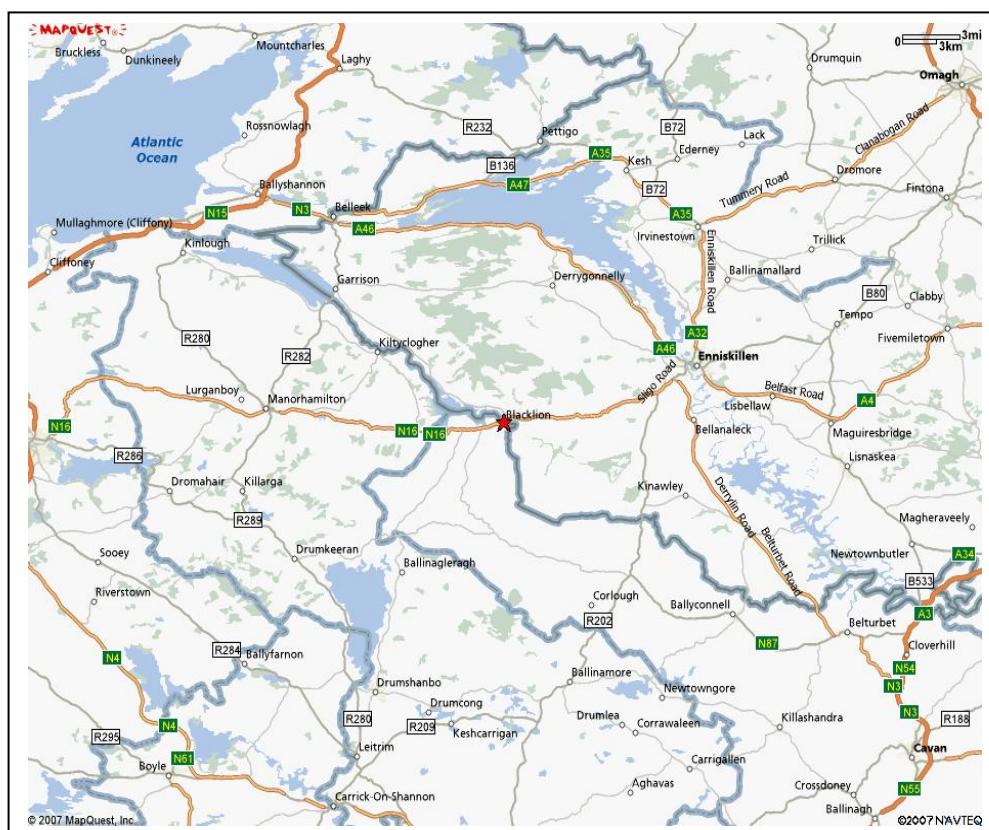 MAPQUEST®
Bruckless
Dunkineely
Mountcharles
Laghy
Drumquin
0 3mi
3km
Omagh
Clanabogan Road
Atlantic
Ocean
Rossnowlagh
R232
Pettigo
B72
Lack
Ederney
B136
A35
Kesh
A47
B72
Dromore
Tummery Road
Fintona
Ballyshannon
N15
N3
Belleek
A46
A35
Irvinestown
Mullaghmore (Cliffony)
Kinlough
Cliffoney
Garrison
Derrygonnelly
Enniskillen Road
Trillick
Ballinamallard
B80
Clabby
Tempo
Fivemiletown
R280
R282
Kiltyclogher
A32
A46
Enniskillen
Lurganboy
Manorhamilton
Sligo Road
Belfast Road
Lisbellaw
A4
N16
N16
N16
Blacklion
Bellanaleck
Maguiresbridge
R286
Lisnaskea
Dromahair
Killarga
R289
Kinawley
Derrylin Road
Magheraveely
Sooey
Drumkeeran
Ballinagleragh
Belturbet Road
Newtownbutler
A34
B533
Riverstown
Corlough
R202
Ballyconnell
A3
Belturbet
N87
Cloverhill
N54
N4
R284
Ballyfarnon
Drumshanbo
Ballinamore
Newtowngore
N3
N3
R188
Drumcong
R280
R209
Keshcarrigan
Drumlea
Corrawaleen
Killashandra
N4
R295
N61
Leitrim
Cavan
Boyle
Carrigallen
Aghavas
Crossdoney
N55
Carrick-On-Shannon
Ballinagh
© 2007 MapQuest, Inc
©2007 NAVTEQ